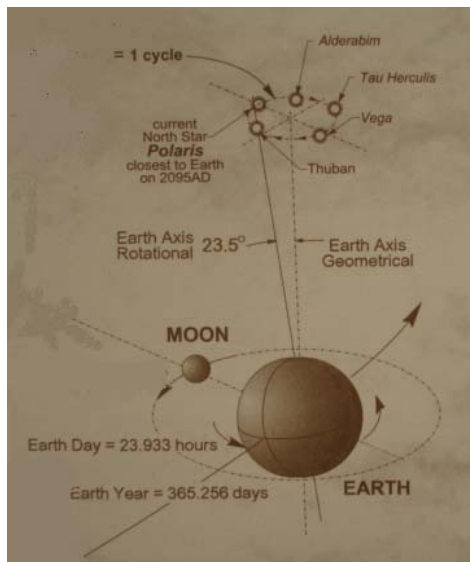 Alderabim
= 1 cycle
Tau Herculis
current
North Star
Polaris
closest to Earth
on 2095AD
Vega
Thuban
Earth Axis
Rotational
23.5°
Earth Axis
Geometrical
MOON
Earth Day = 23.933 hours
Earth Year = 365.256 days
EARTH